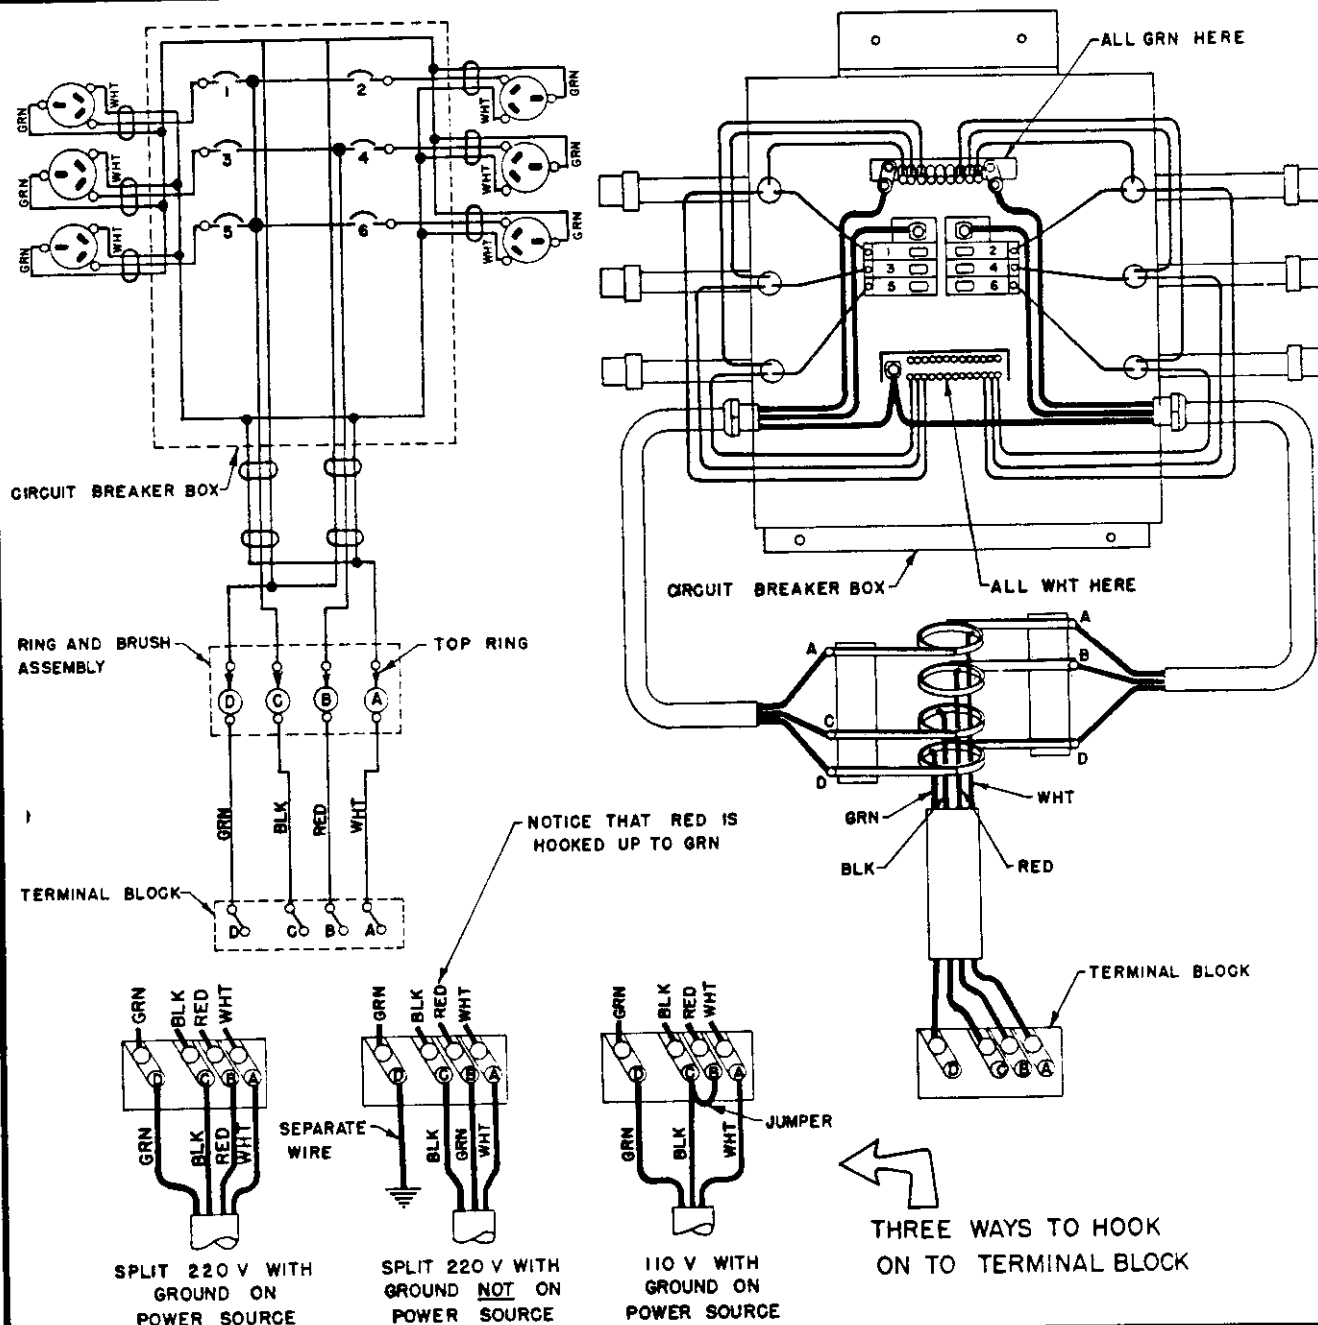 GRN
WHT
GRN
WHT
GRN
WHT
1
2
3
4
5
6
WHT
GRN
WHT
GRN
WHT
GRN
CIRCUIT BREAKER BOX
RING AND BRUSH
ASSEMBLY
TOP RING
D
C
B
A
GRN
BLK
RED
WHT
TERMINAL BLOCK
D
C
B
A
ALL GRN HERE
1
2
3
4
5
6
CIRCUIT BREAKER BOX
ALL WHT HERE
A
A
B
C
D
D
GRN
WHT
BLK
RED
TERMINAL BLOCK
D
C
B
A
NOTICE THAT RED IS
HOOKED UP TO GRN
GRN
BLK
RED
WHT
D
C
B
A
GRN
BLK
RED
WHT
SPLIT 220 V WITH
GROUND ON
POWER SOURCE
GRN
BLK
RED
WHT
D
C
B
A
SEPARATE
WIRE
BLK
GRN
WHT
SPLIT 220 V WITH
GROUND NOT ON
POWER SOURCE
GRN
BLK
RED
WHT
D
C
B
A
JUMPER
GRN
BLK
WHT
110 V WITH
GROUND ON
POWER SOURCE
THREE WAYS TO HOOK
ON TO TERMINAL BLOCK